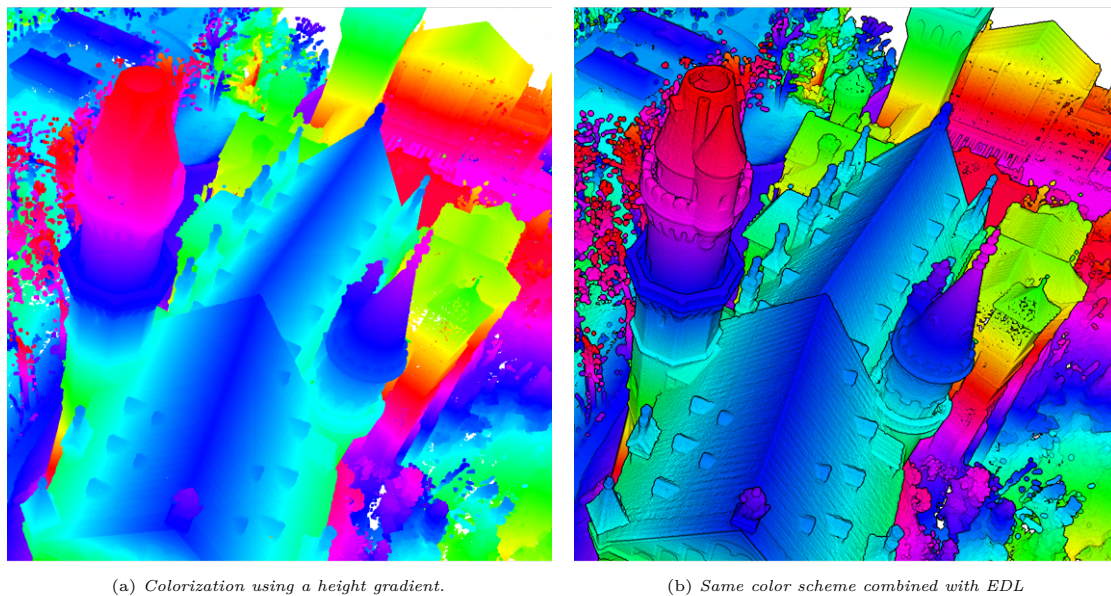 (a) Colorization using a height gradient.
(b) Same color scheme combined with EDL